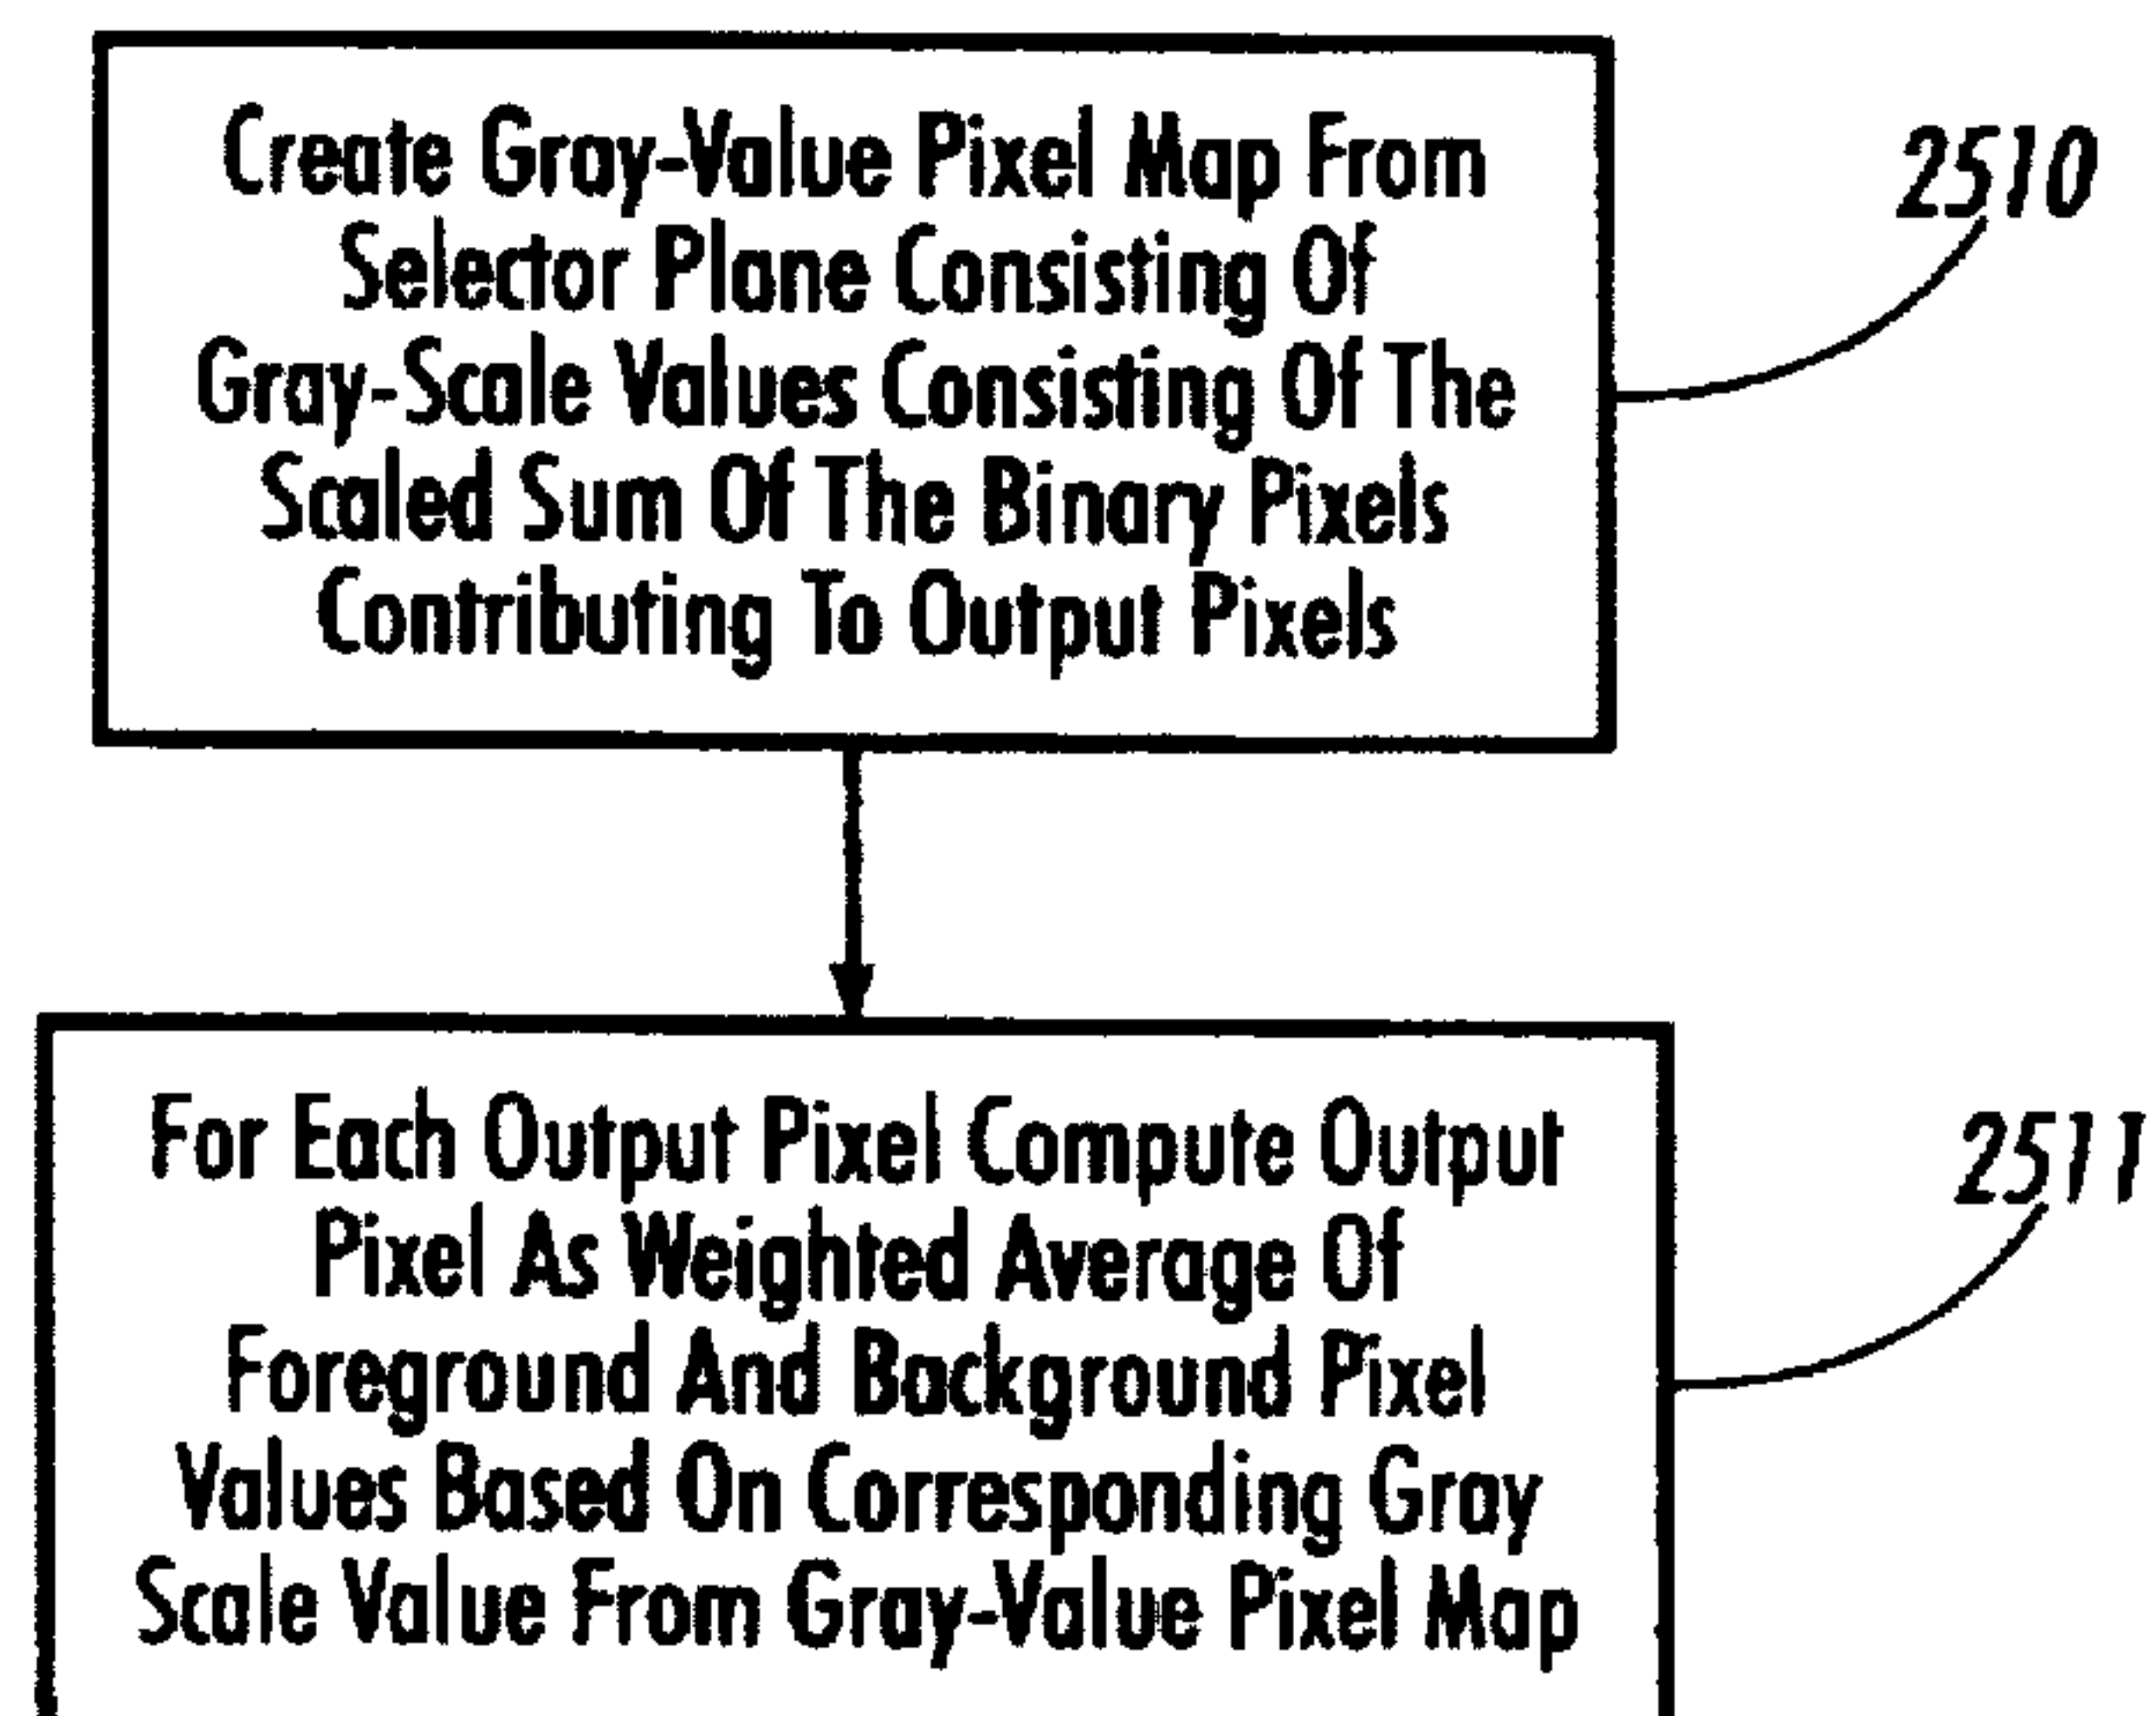 Create Gray-Value Pixel Map From
Selector Plane Consisting Of
Gray-Scale Values Consisting Of The
Scaled Sum Of The Binary Pixels
Contributing To Output Pixels
2510
For Each Output Pixel Compute Output
Pixel As Weighted Average Of
Foreground And Background Pixel
Values Based On Corresponding Gray
Scale Value From Gray-Value Pixel Map
2511